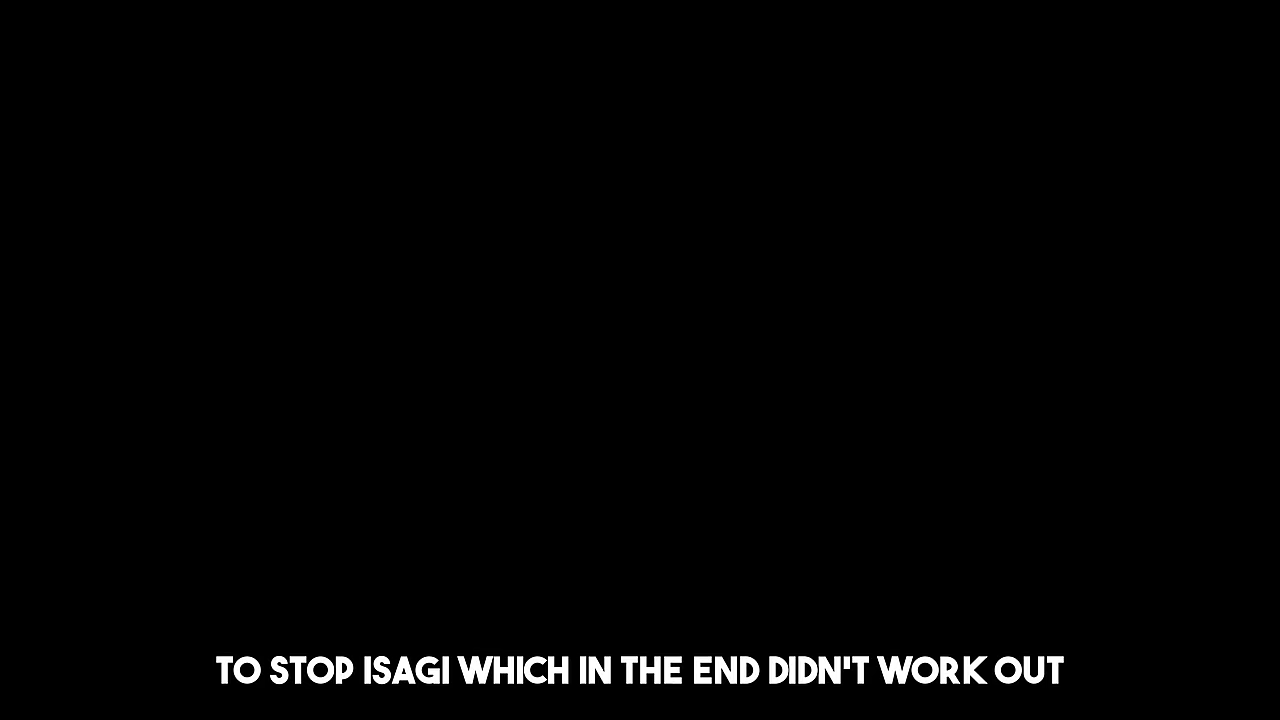 TO STOP ISAGI WHICH IN THE END DIDN'T WORK OUT